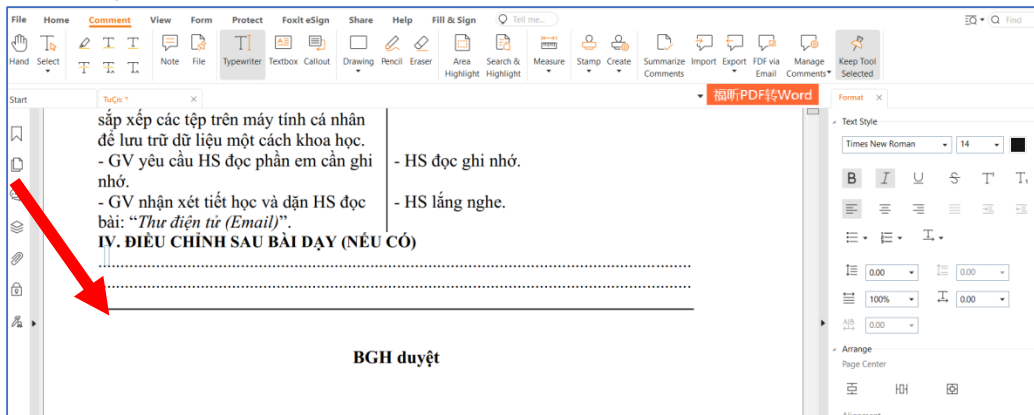 File Home Comment View Form Protect Foxit eSign Share Help Fill & Sign Tell me... Find
Hand Select Note File Typewriter Textbox Callout Drawing Pencil Eraser Area Highlight Search & Highlight Measure Stamp Create Summarize Comments Import Export FDF via Email Manage Comments Keep Tool Selected
Start TuCn: * 福昕PDF转Word Format
sắp xếp các tệp trên máy tính cá nhân
để lưu trữ dữ liệu một cách khoa học.
- GV yêu cầu HS đọc phần em cần ghi nhớ.
- HS đọc ghi nhớ.
- GV nhận xét tiết học và dặn HS đọc bài: “Thư điện tử (Email)”.
- HS lắng nghe.
IV. ĐIỀU CHỈNH SAU BÀI DẠY (NẾU CÓ)
BGH duyệt
Text Style
Times New Roman 14
0.00 0.00
100% 0.00
0.00
Arrange
Page Center